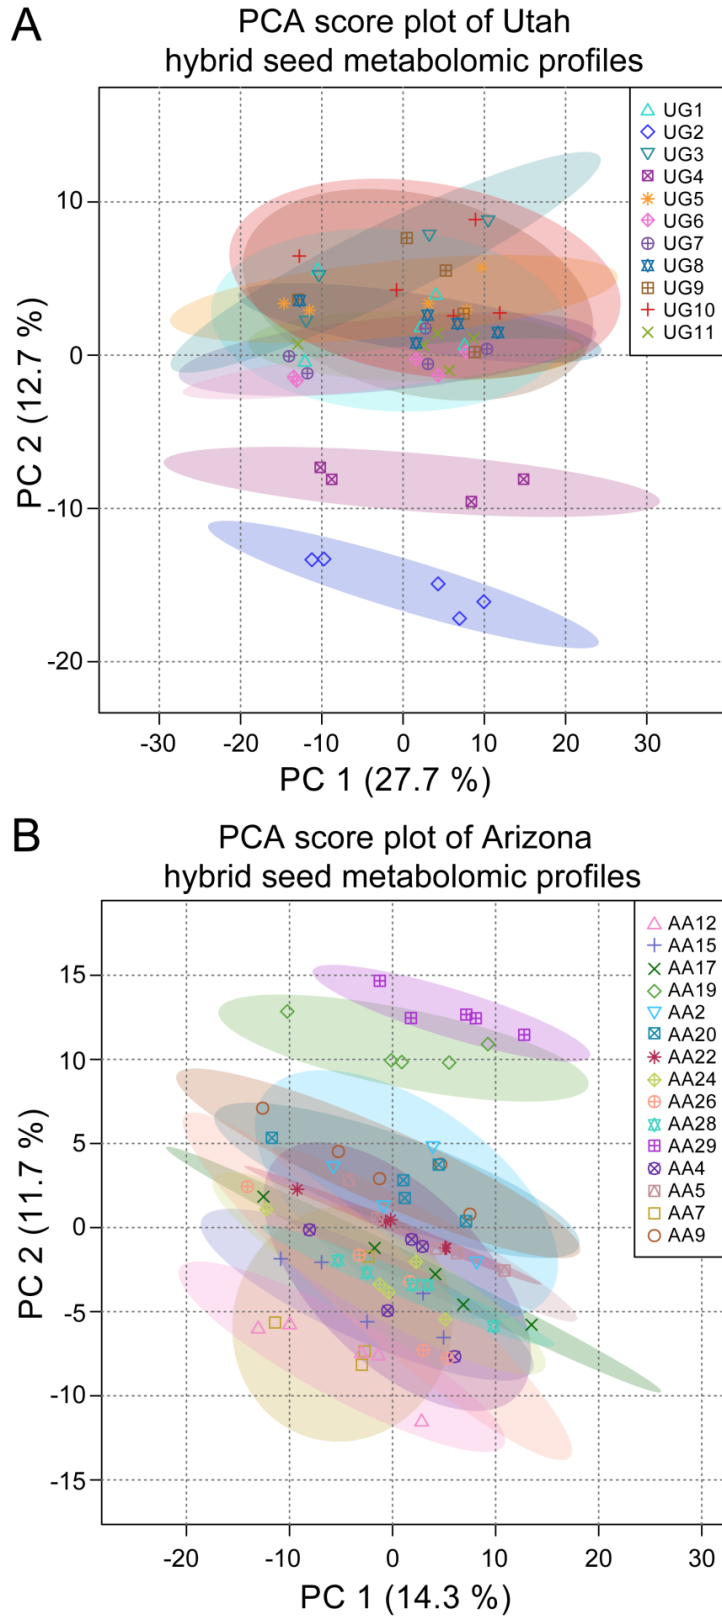 A
PCA score plot of Utah
hybrid seed metabolomic profiles
UG1
UG2
UG3
UG4
UG5
UG6
UG7
UG8
UG9
UG10
UG11
10
0
-10
-20
PC 2 (12.7 %)
-30 -20 -10 0 10 20 30
PC 1 (27.7 %)
B
PCA score plot of Arizona
hybrid seed metabolomic profiles
AA12
AA15
AA17
AA19
AA2
AA20
AA22
AA24
AA26
AA28
AA29
AA4
AA5
AA7
AA9
15
10
5
0
-5
-10
-15
PC 2 (11.7 %)
-20 -10 0 10 20 30
PC 1 (14.3 %)